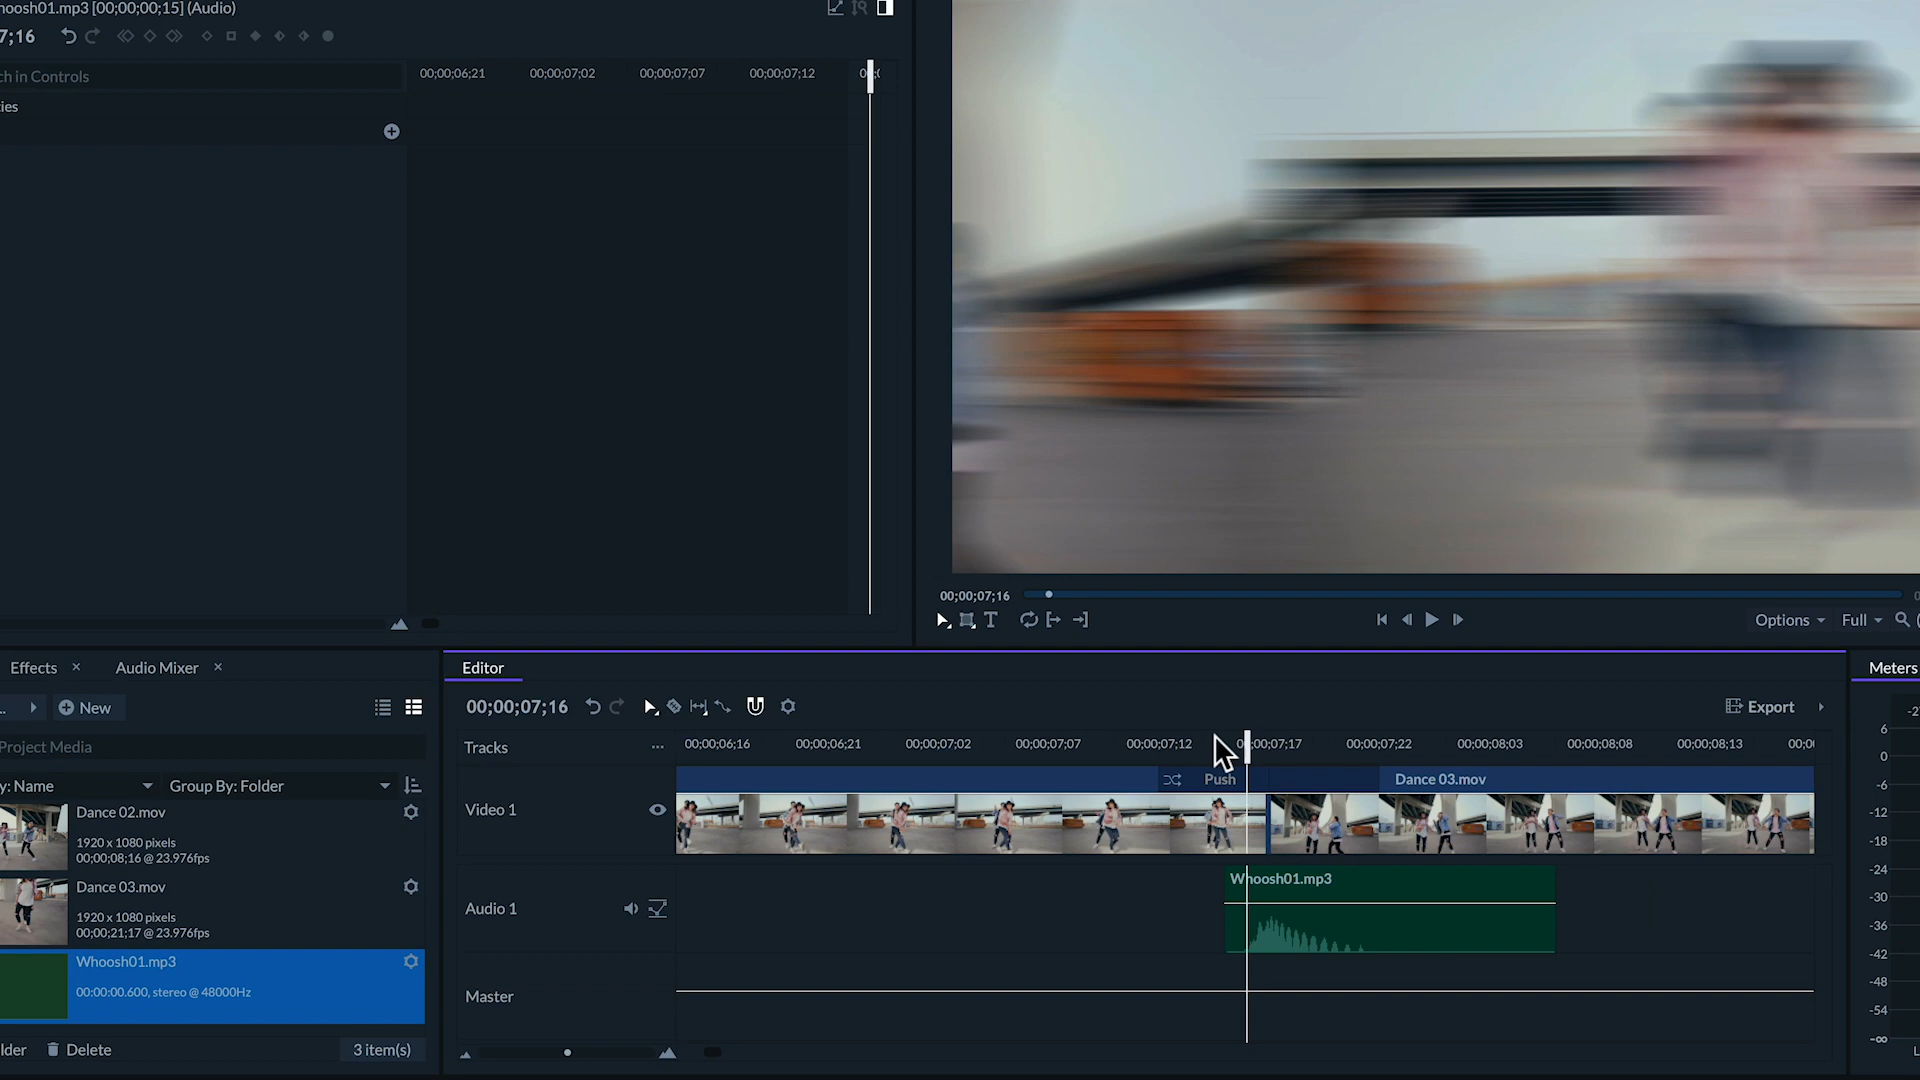 hoosh01.mp3 [00;00;00;15] (Audio)
7;16
ch in Controls
00;00;06;21
00;00;07;02
00;00;07;07
00;00;07;12
ies
00;00;07;16
Options
Full
Effects
Audio Mixer
Editor
Meters
New
00;00;07;16
Export
Project Media
Tracks
00;00;06;16
00;00;06;21
00;00;07;02
00;00;07;07
00;00;07;12
00;07;17
00;00;07;22
00;00;08;03
00;00;08;08
00;00;08;13
y: Name
Group By: Folder
Push
Dance 03.mov
Dance 02.mov
1920 x 1080 pixels
00;00;08;16 @ 23.976fps
Video 1
Dance 03.mov
1920 x 1080 pixels
00;00;21;17 @ 23.976fps
Whoosh01.mp3
Audio 1
Whoosh01.mp3
00:00:00.600, stereo @ 48000Hz
Master
lder
Delete
3 item(s)
6
0
-6
-12
-18
-24
-30
-36
-42
-48
-54
-∞